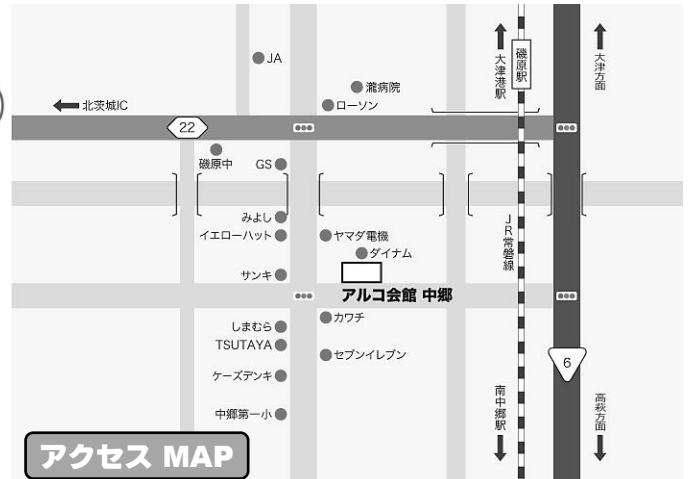 JA
瀧病院
ローソン
北茨城IC
22
大津港駅
磯原駅
大津方面
磯原中
GS
みよし
イエローハット
ヤマダ電機
ダイナム
サンキ
アルコ会館 中郷
JR常磐線
しまむら
カワチ
TSUTAYA
セブンイレブン
ケーズデンキ
6
中郷第一小
南中郷駅
高萩方面
アクセス MAP